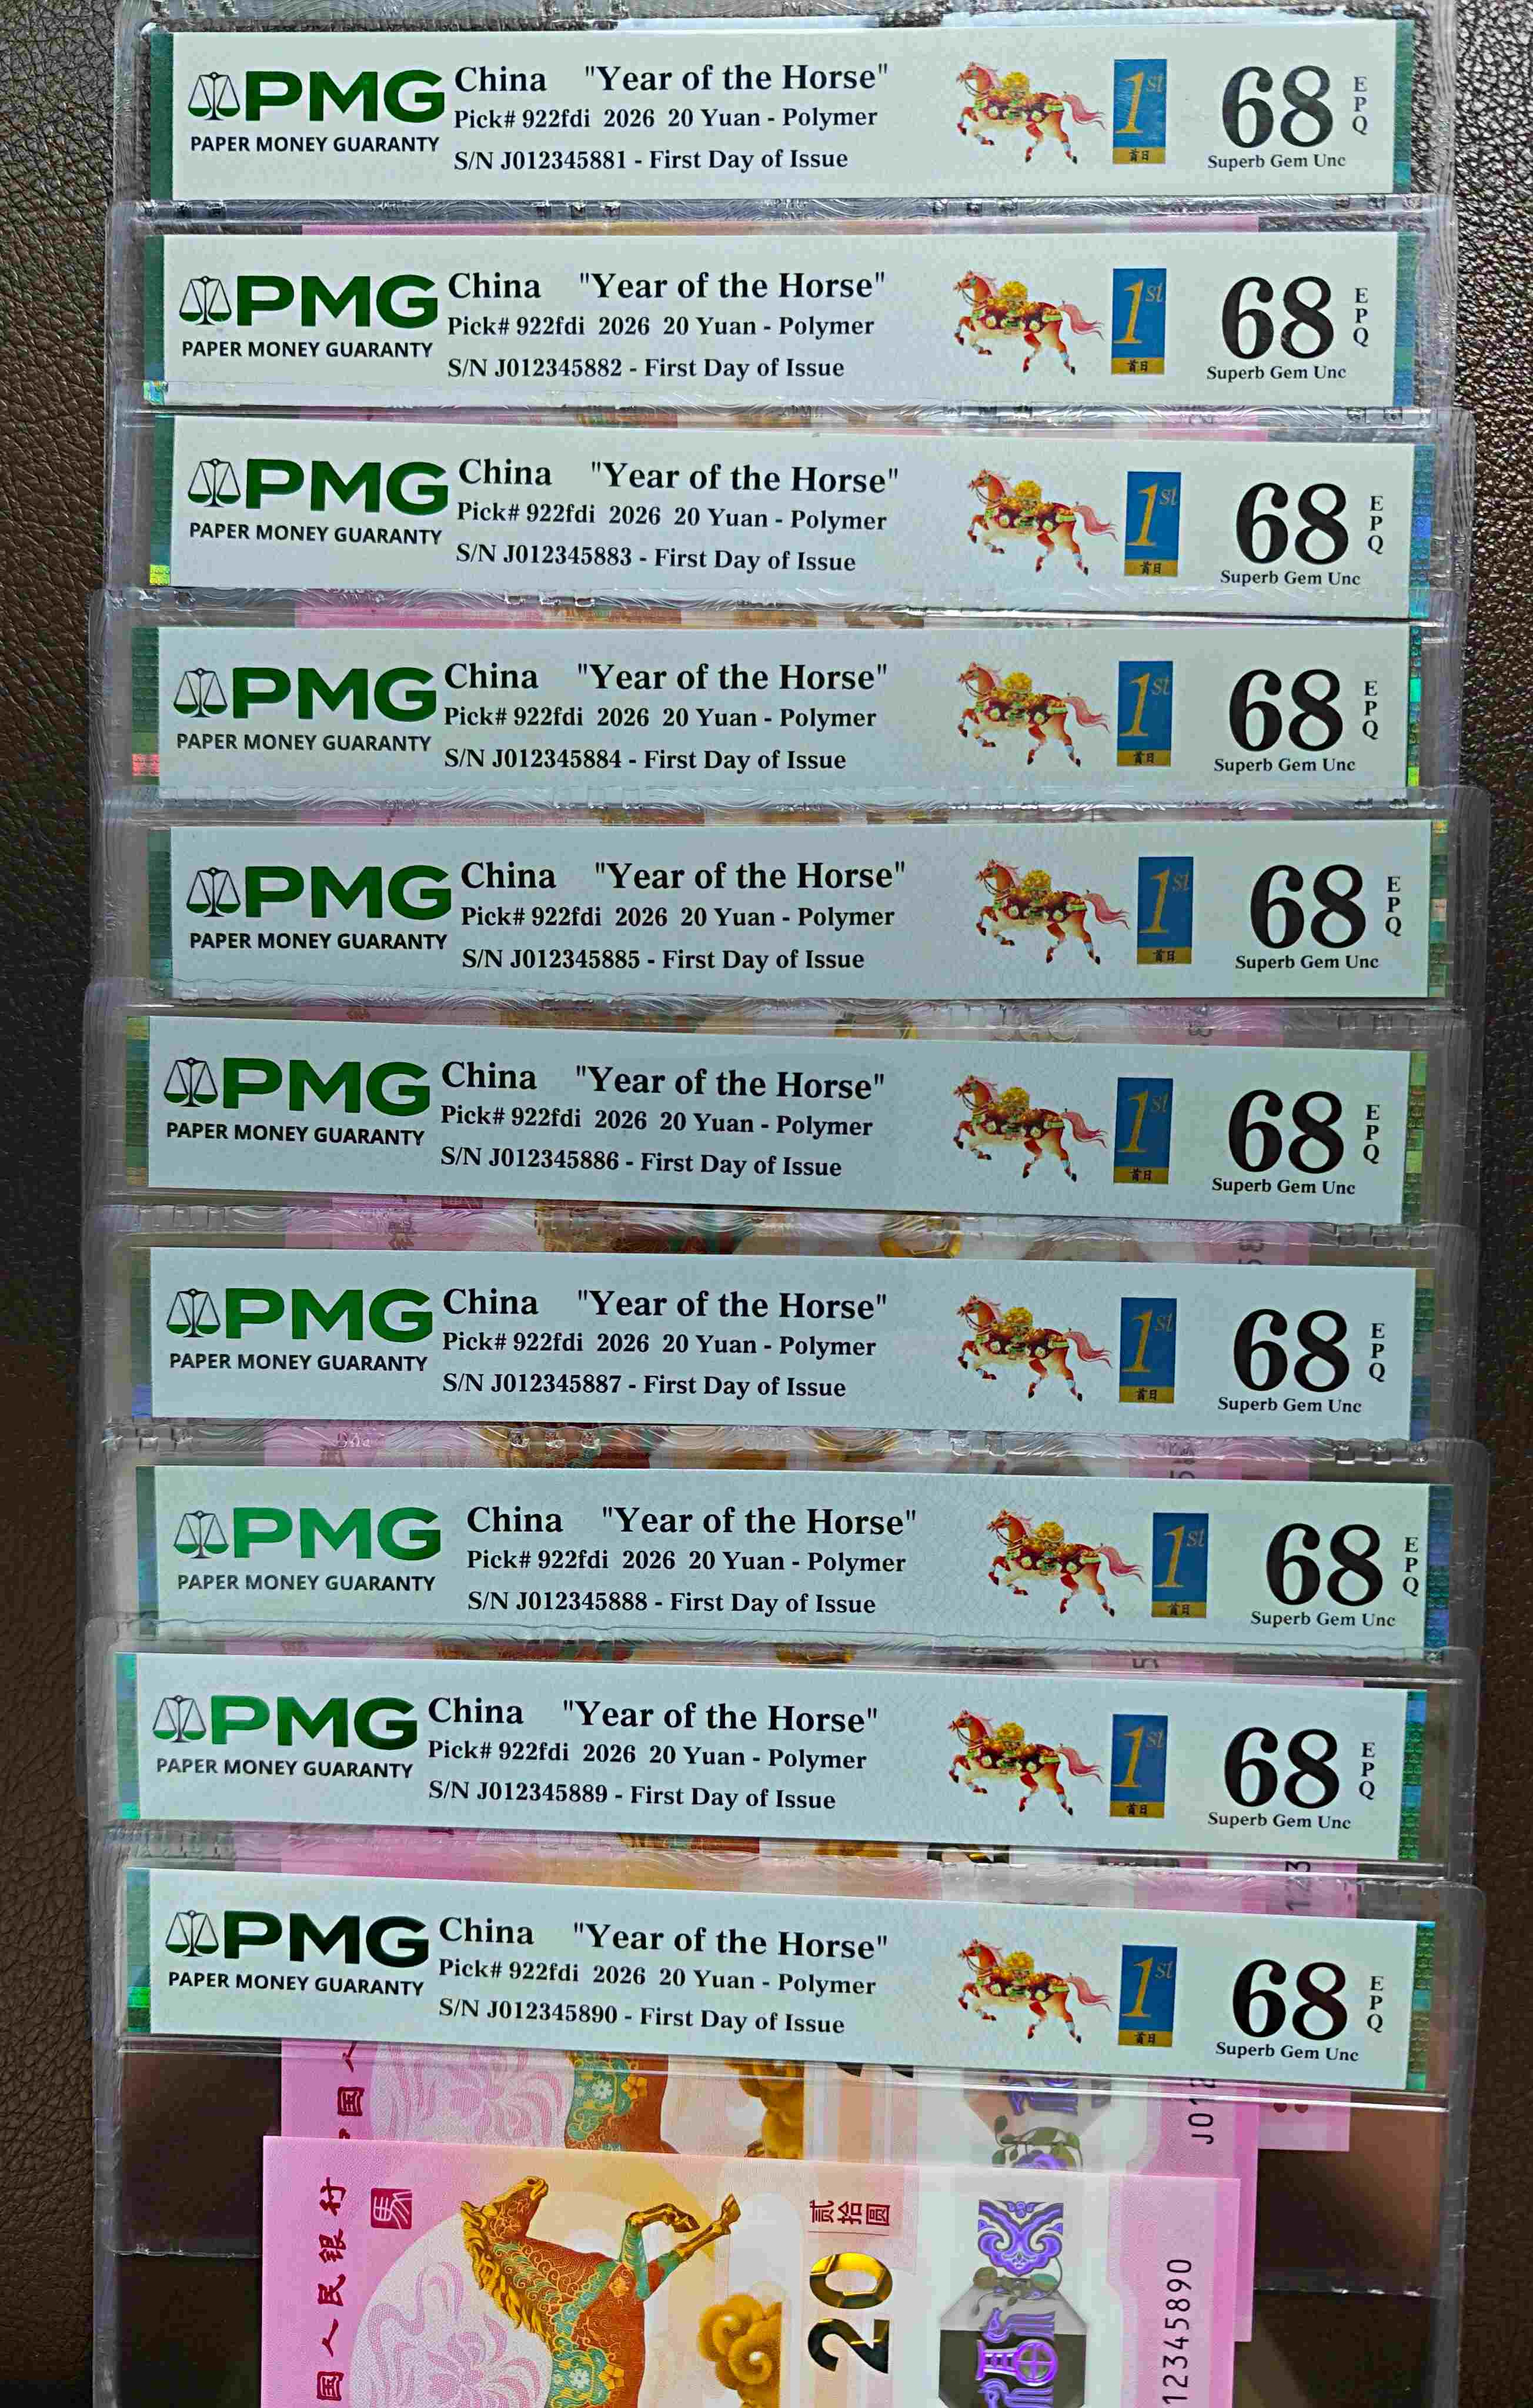 PMG
PAPER MONEY GUARANTY
China "Year of the Horse"
Pick# 922fdi 2026 20 Yuan - Polymer
S/N J012345881 - First Day of Issue
1st
首日
68
EPQ
Superb Gem Unc
PMG
PAPER MONEY GUARANTY
China "Year of the Horse"
Pick# 922fdi 2026 20 Yuan - Polymer
S/N J012345882 - First Day of Issue
1st
首日
68
EPQ
Superb Gem Unc
PMG
PAPER MONEY GUARANTY
China "Year of the Horse"
Pick# 922fdi 2026 20 Yuan - Polymer
S/N J012345883 - First Day of Issue
1st
首日
68
EPQ
Superb Gem Unc
PMG
PAPER MONEY GUARANTY
China "Year of the Horse"
Pick# 922fdi 2026 20 Yuan - Polymer
S/N J012345884 - First Day of Issue
1st
首日
68
EPQ
Superb Gem Unc
PMG
PAPER MONEY GUARANTY
China "Year of the Horse"
Pick# 922fdi 2026 20 Yuan - Polymer
S/N J012345885 - First Day of Issue
1st
首日
68
EPQ
Superb Gem Unc
PMG
PAPER MONEY GUARANTY
China "Year of the Horse"
Pick# 922fdi 2026 20 Yuan - Polymer
S/N J012345886 - First Day of Issue
1st
首日
68
EPQ
Superb Gem Unc
PMG
PAPER MONEY GUARANTY
China "Year of the Horse"
Pick# 922fdi 2026 20 Yuan - Polymer
S/N J012345887 - First Day of Issue
1st
首日
68
EPQ
Superb Gem Unc
PMG
PAPER MONEY GUARANTY
China "Year of the Horse"
Pick# 922fdi 2026 20 Yuan - Polymer
S/N J012345888 - First Day of Issue
1st
首日
68
EPQ
Superb Gem Unc
PMG
PAPER MONEY GUARANTY
China "Year of the Horse"
Pick# 922fdi 2026 20 Yuan - Polymer
S/N J012345889 - First Day of Issue
1st
首日
68
EPQ
Superb Gem Unc
PMG
PAPER MONEY GUARANTY
China "Year of the Horse"
Pick# 922fdi 2026 20 Yuan - Polymer
S/N J012345890 - First Day of Issue
1st
首日
68
EPQ
Superb Gem Unc
国人
J012
国人民银行
贰拾圆
20
12345890